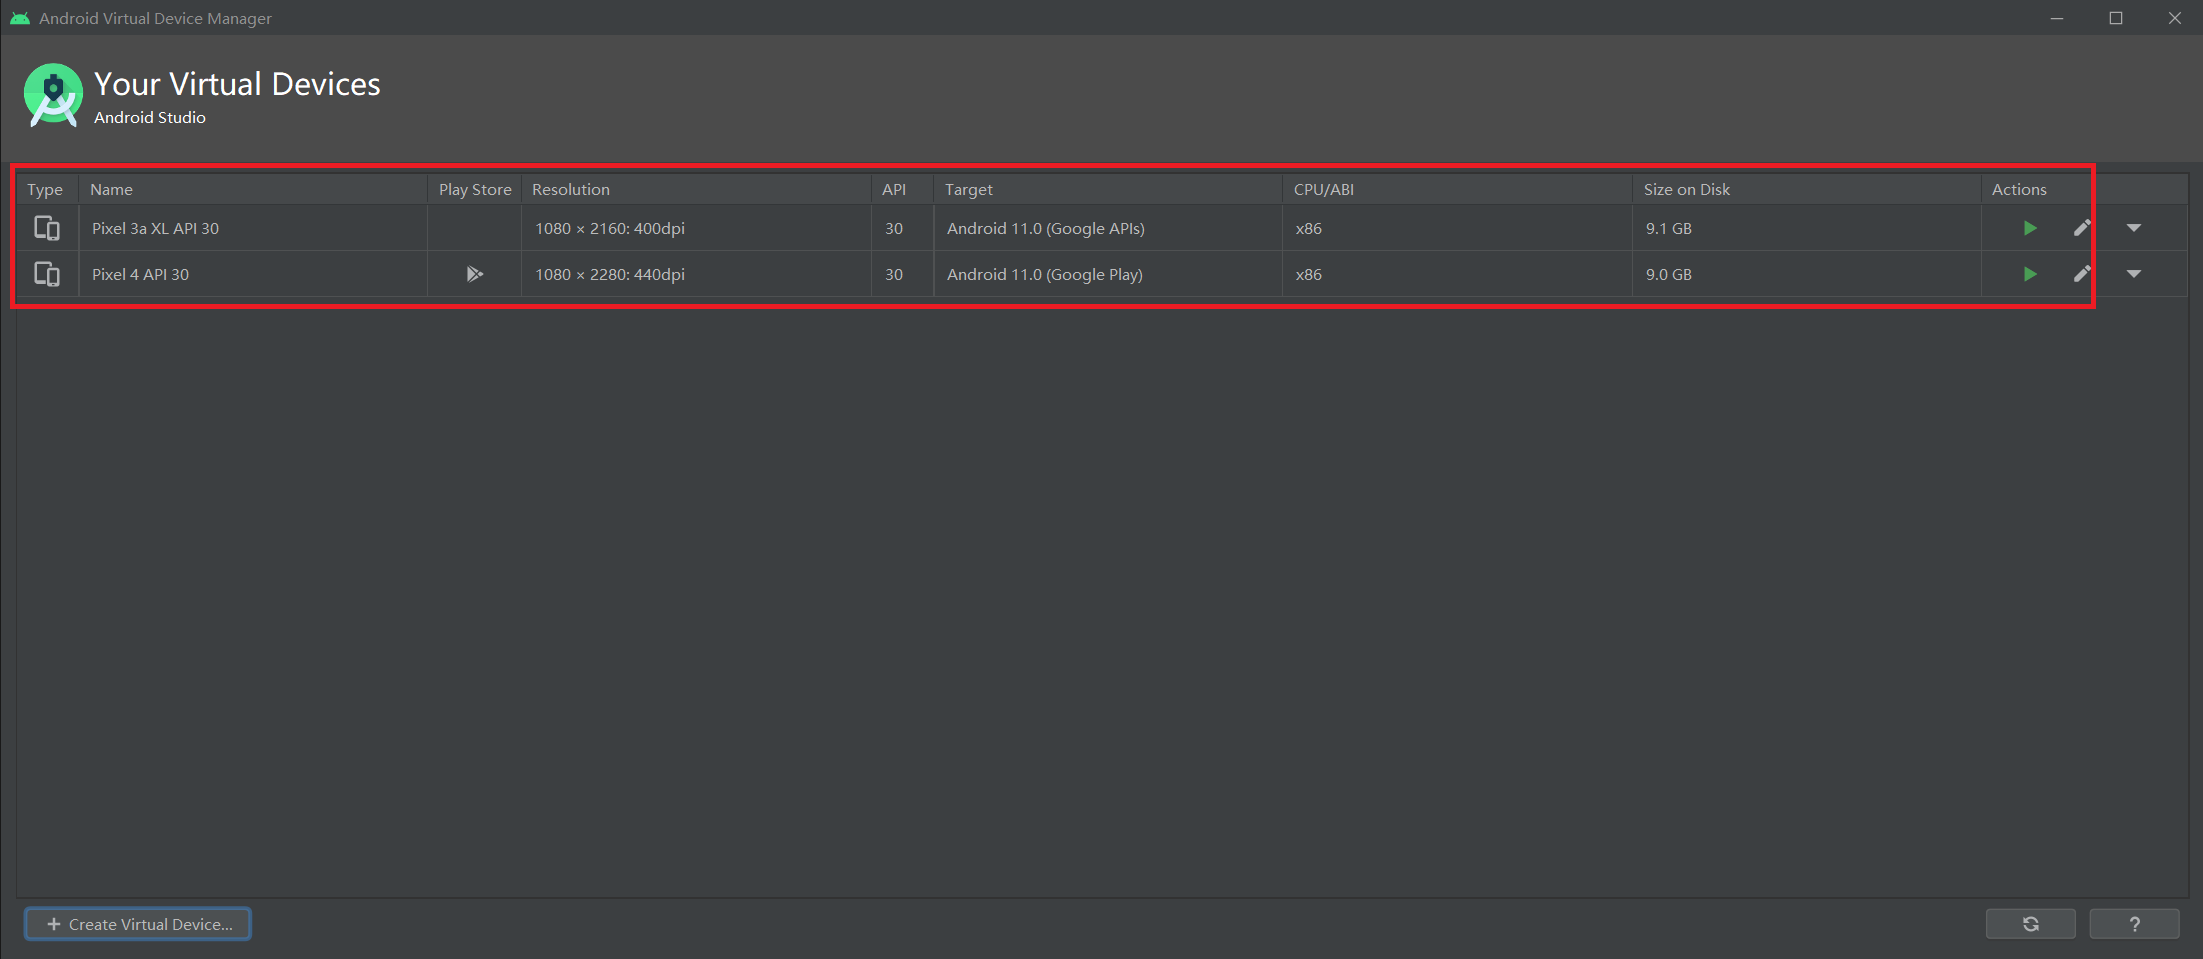 Android Virtual Device Manager
Your Virtual Devices
Android Studio
Type Name Play Store Resolution API Target CPU/ABI Size on Disk Actions
Pixel 3a XL API 30 1080 × 2160: 400dpi 30 Android 11.0 (Google APIs) x86 9.1 GB
Pixel 4 API 30 1080 × 2280: 440dpi 30 Android 11.0 (Google Play) x86 9.0 GB
+ Create Virtual Device... ?